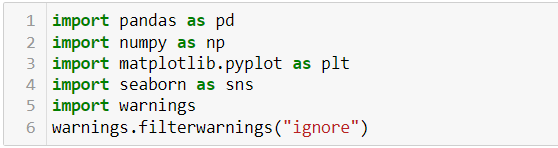 1 import pandas as pd
2 import numpy as np
3 import matplotlib.pyplot as plt
4 import seaborn as sns
5 import warnings
6 warnings.filterwarnings("ignore")